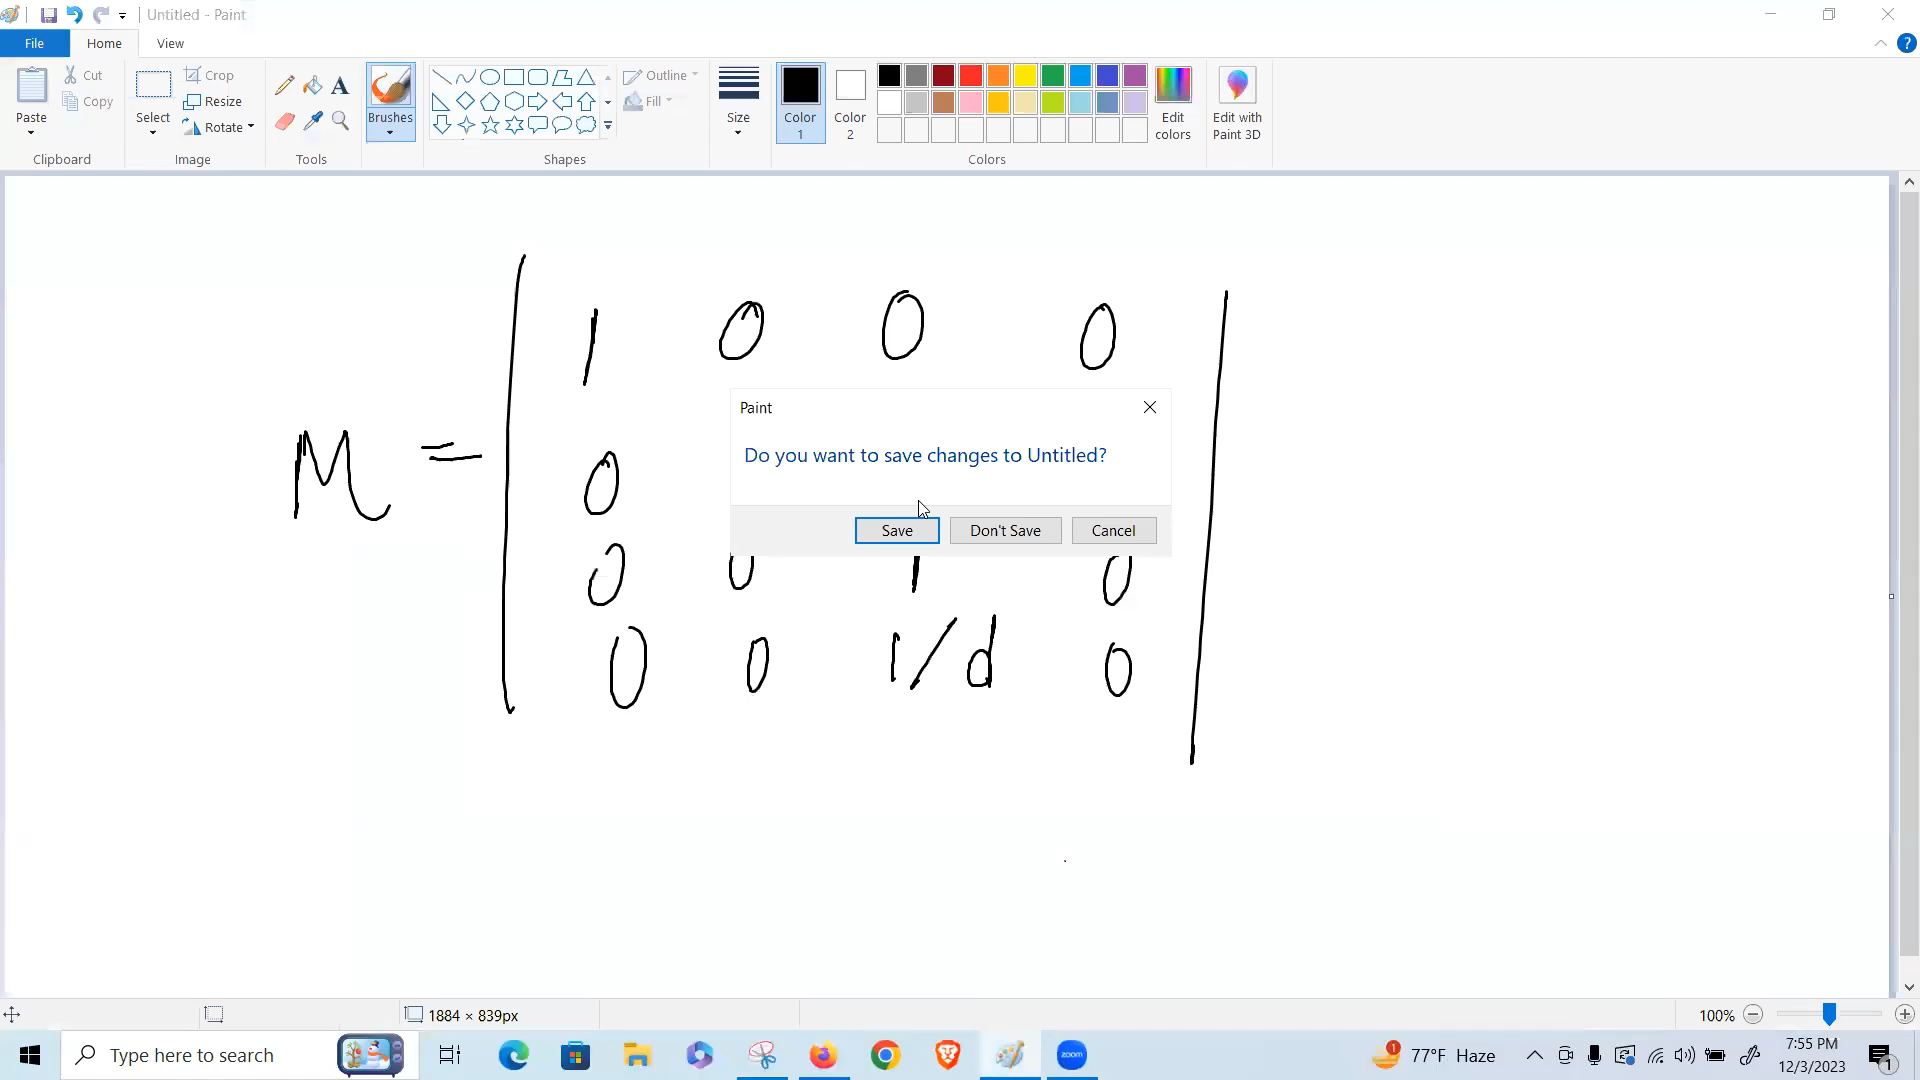 Untitled - Paint
File Home View
Paste Cut Copy Clipboard
Select Crop Resize Rotate Image
Tools
Brushes
Shapes Outline Fill
Size
Color 1 Color 2
Edit colors
Colors
Edit with Paint 3D
1 0 0 0
Paint
Do you want to save changes to Untitled?
Save Don't Save Cancel
M = 0
0 0 1 0
0 0 1/d 0
1884 × 839px 100%
Type here to search zoom 1 77°F Haze 7:55 PM 1
12/3/2023